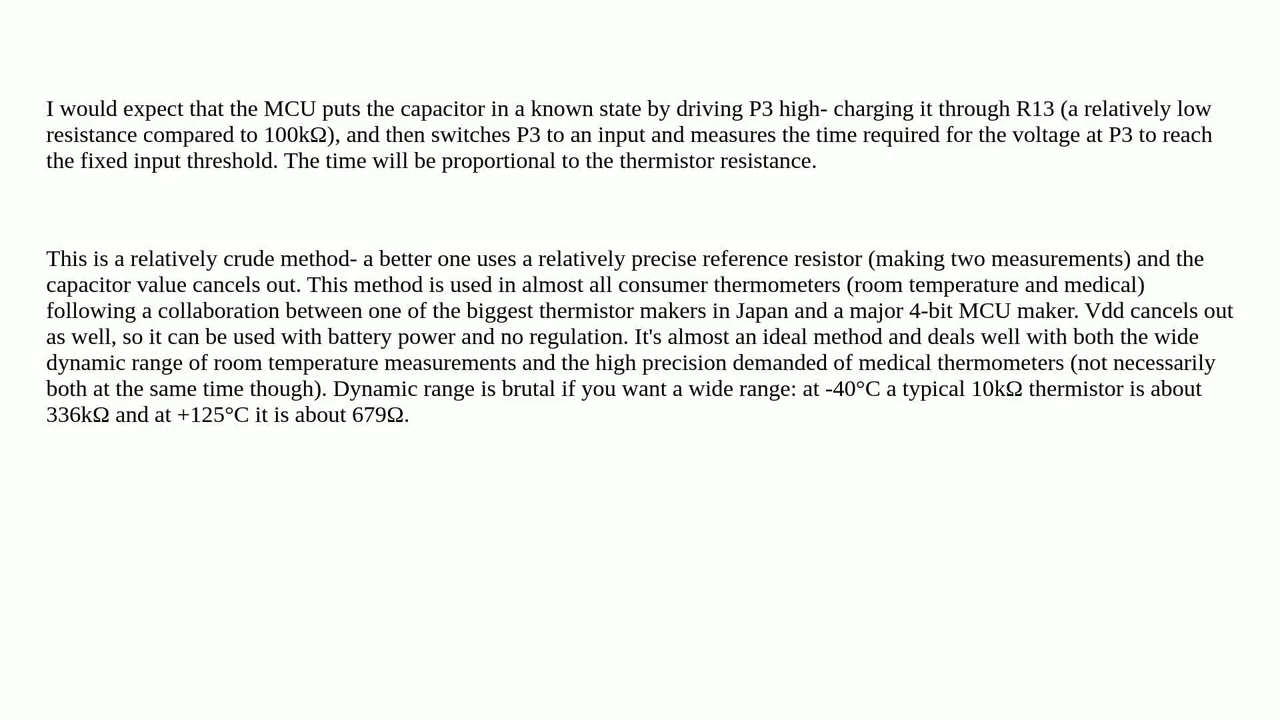 I would expect that the MCU puts the capacitor in a known state by driving P3 high- charging it through R13 (a relatively low
resistance compared to 100kΩ), and then switches P3 to an input and measures the time required for the voltage at P3 to reach
the fixed input threshold. The time will be proportional to the thermistor resistance.
This is a relatively crude method- a better one uses a relatively precise reference resistor (making two measurements) and the
capacitor value cancels out. This method is used in almost all consumer thermometers (room temperature and medical)
following a collaboration between one of the biggest thermistor makers in Japan and a major 4-bit MCU maker. Vdd cancels out
as well, so it can be used with battery power and no regulation. It's almost an ideal method and deals well with both the wide
dynamic range of room temperature measurements and the high precision demanded of medical thermometers (not necessarily
both at the same time though). Dynamic range is brutal if you want a wide range: at -40°C a typical 10kΩ thermistor is about
336kΩ and at +125°C it is about 679Ω.